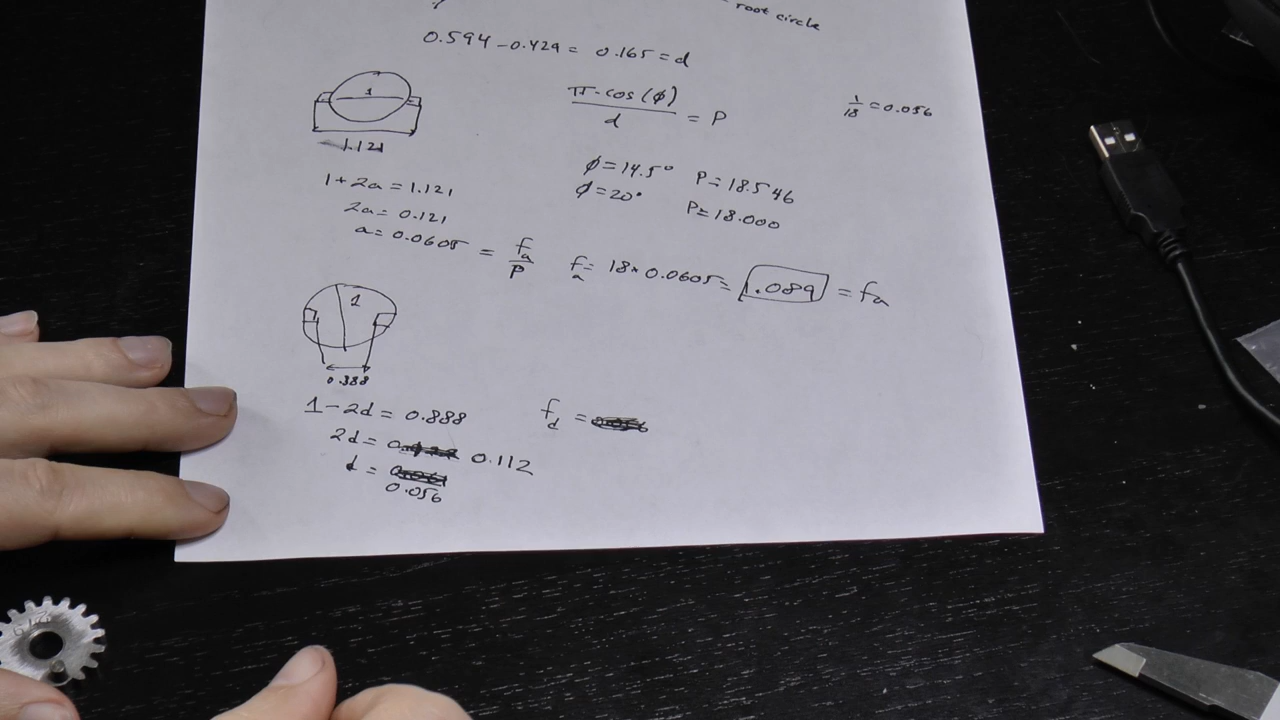 root circle
0.594 - 0.429 = 0.165 = d
1
1.121
π·cos(φ)
d
= P
1/18 = 0.056
φ = 14.5° P = 18.546
φ = 20° P = 18.000
1 + 2a = 1.121
2a = 0.121
a = 0.0605 = fa/P fa = 18 * 0.0605 = 1.089 = fa
1
0.888
1 - 2d = 0.888
2d = 0.112
d =
0.056
fd =